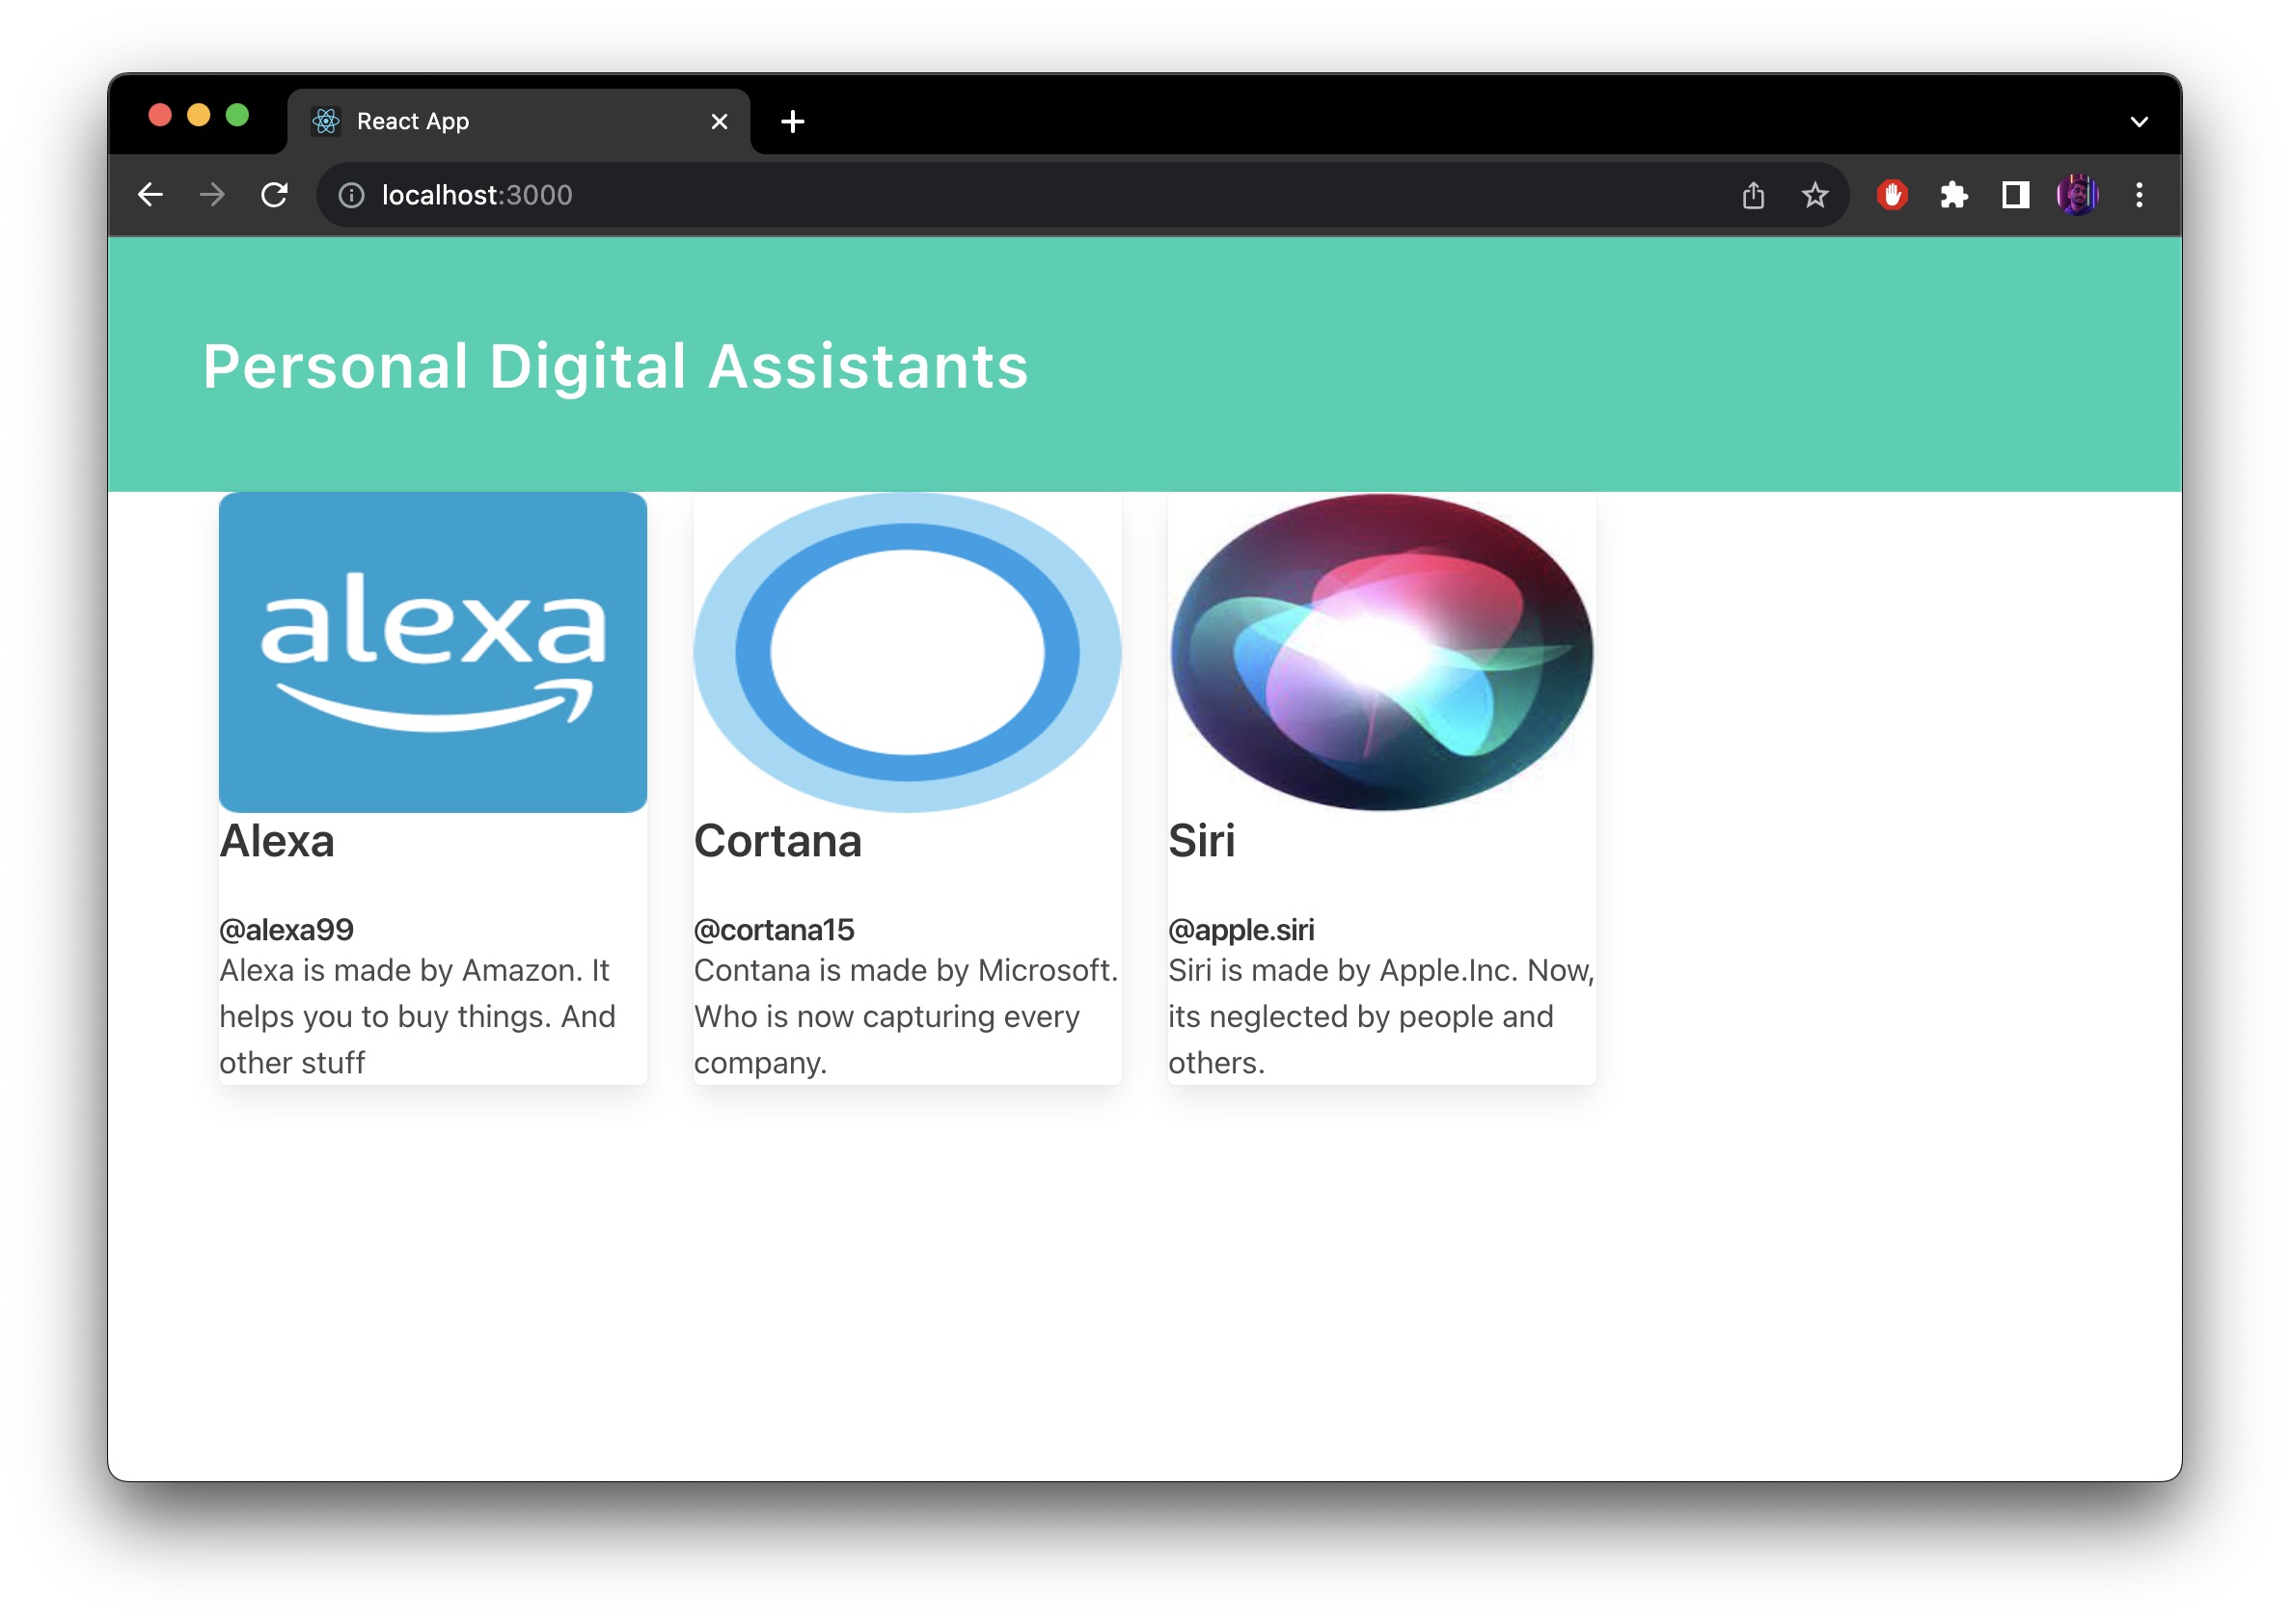 React App
localhost:3000
Personal Digital Assistants
alexa
Alexa
@alexa99
Alexa is made by Amazon. It
helps you to buy things. And
other stuff
Cortana
@cortana15
Contana is made by Microsoft.
Who is now capturing every
company.
Siri
@apple.siri
Siri is made by Apple.Inc. Now,
its neglected by people and
others.